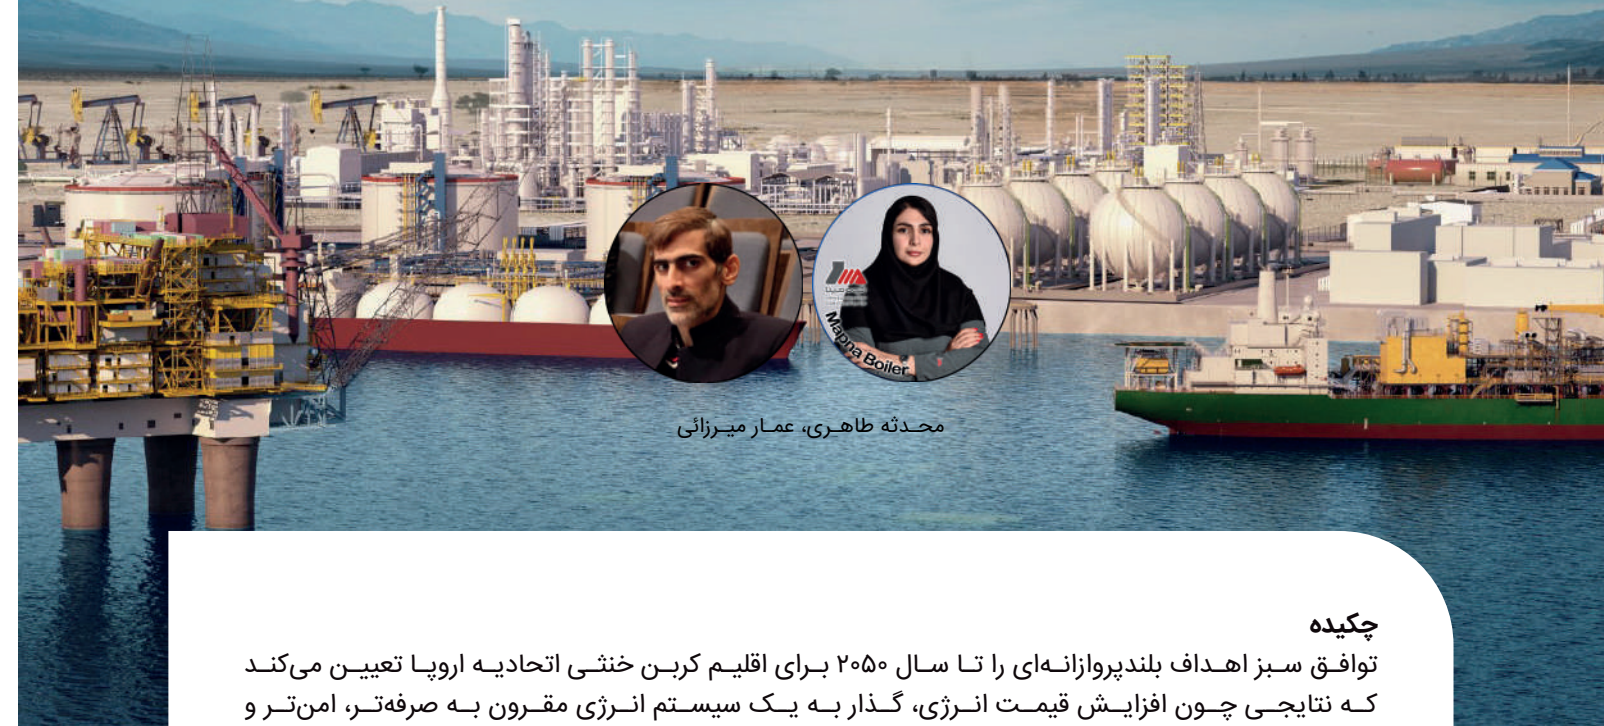 Mapna Boiler
محدثه طاهری، عمار میرزائی
چکیده
توافق سبز اهداف بلندپروازانه‌ای را تا سال ۲۰۵۰ برای اقلیم کربن خنثی اتحادیه اروپا تعیین می‌کند
که نتایجی چون افزایش قیمت انرژی، گذار به یک سیستم انرژی مقرون به صرفه‌تر، امن‌تر و